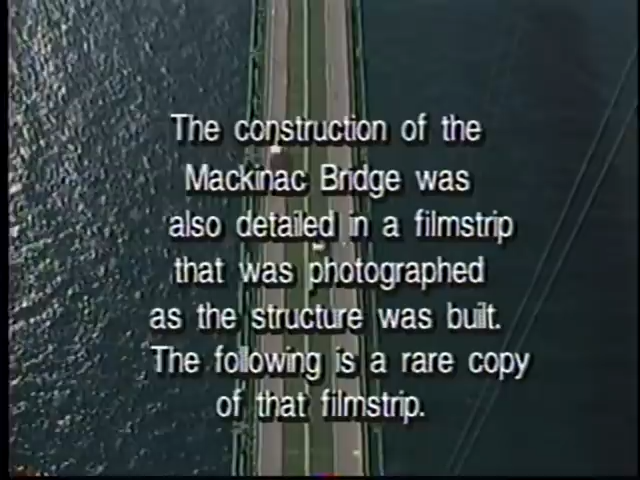 The construction of the
Mackinac Bridge was
also detailed in a filmstrip
that was photographed
as the structure was built.
The following is a rare copy
of that filmstrip.